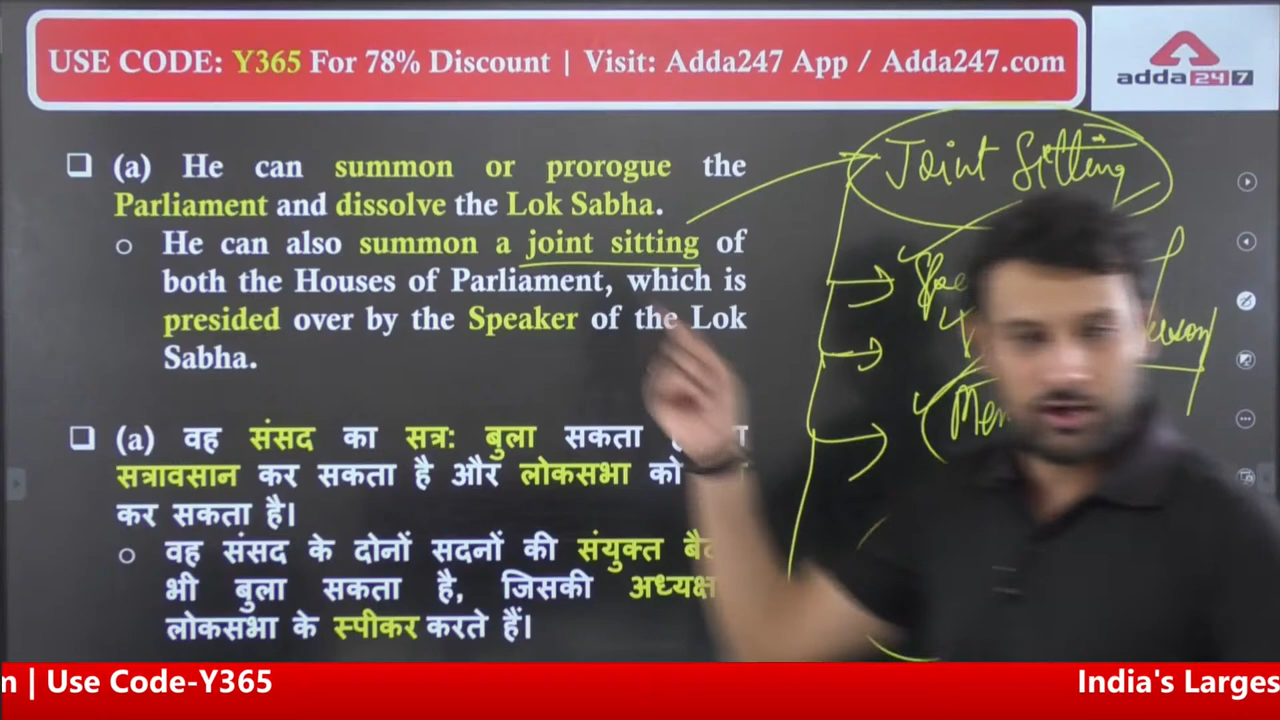 USE CODE: Y365 For 78% Discount | Visit: Adda247 App / Adda247.com
adda247
(a) He can summon or prorogue the
Parliament and dissolve the Lok Sabha.
He can also summon a joint sitting of
both the Houses of Parliament, which is
presided over by the Speaker of the Lok
Sabha.
(a) वह संसद का सत्र: बुला सकता
सत्रावसान कर सकता है और लोकसभा को
कर सकता है।
वह संसद के दोनों सदनों की संयुक्त
भी बुला सकता है, जिसकी
लोकसभा के स्पीकर करते हैं।
Joint Sitting
| Use Code-Y365
India's Larges